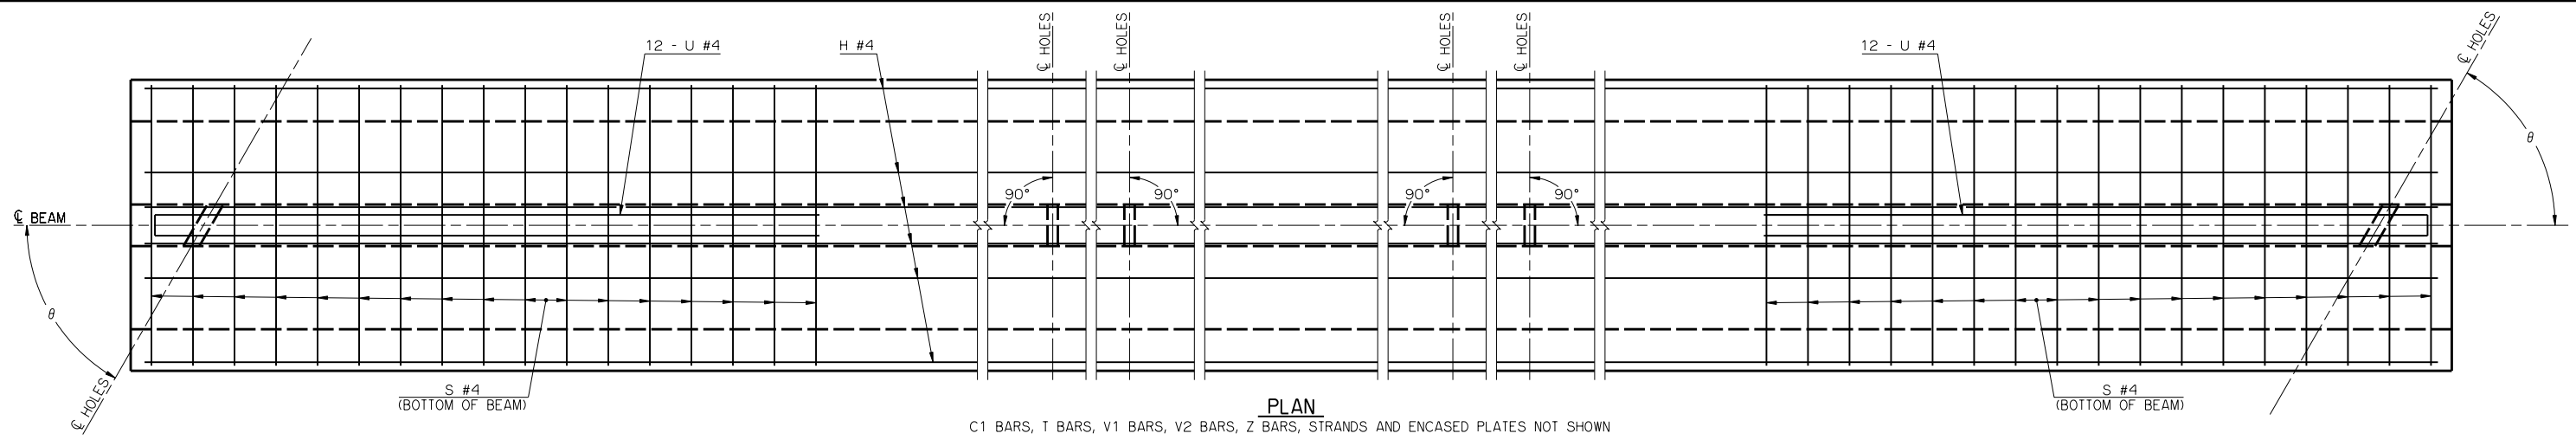 ℄ HOLES
℄ HOLES
℄ HOLES
℄ HOLES
℄ HOLES
12 - U #4
H #4
12 - U #4
θ
90°
90°
90°
90°
℄ BEAM
θ
℄ HOLES
S #4
(BOTTOM OF BEAM)
S #4
(BOTTOM OF BEAM)
PLAN
C1 BARS, T BARS, V1 BARS, V2 BARS, Z BARS, STRANDS AND ENCASED PLATES NOT SHOWN